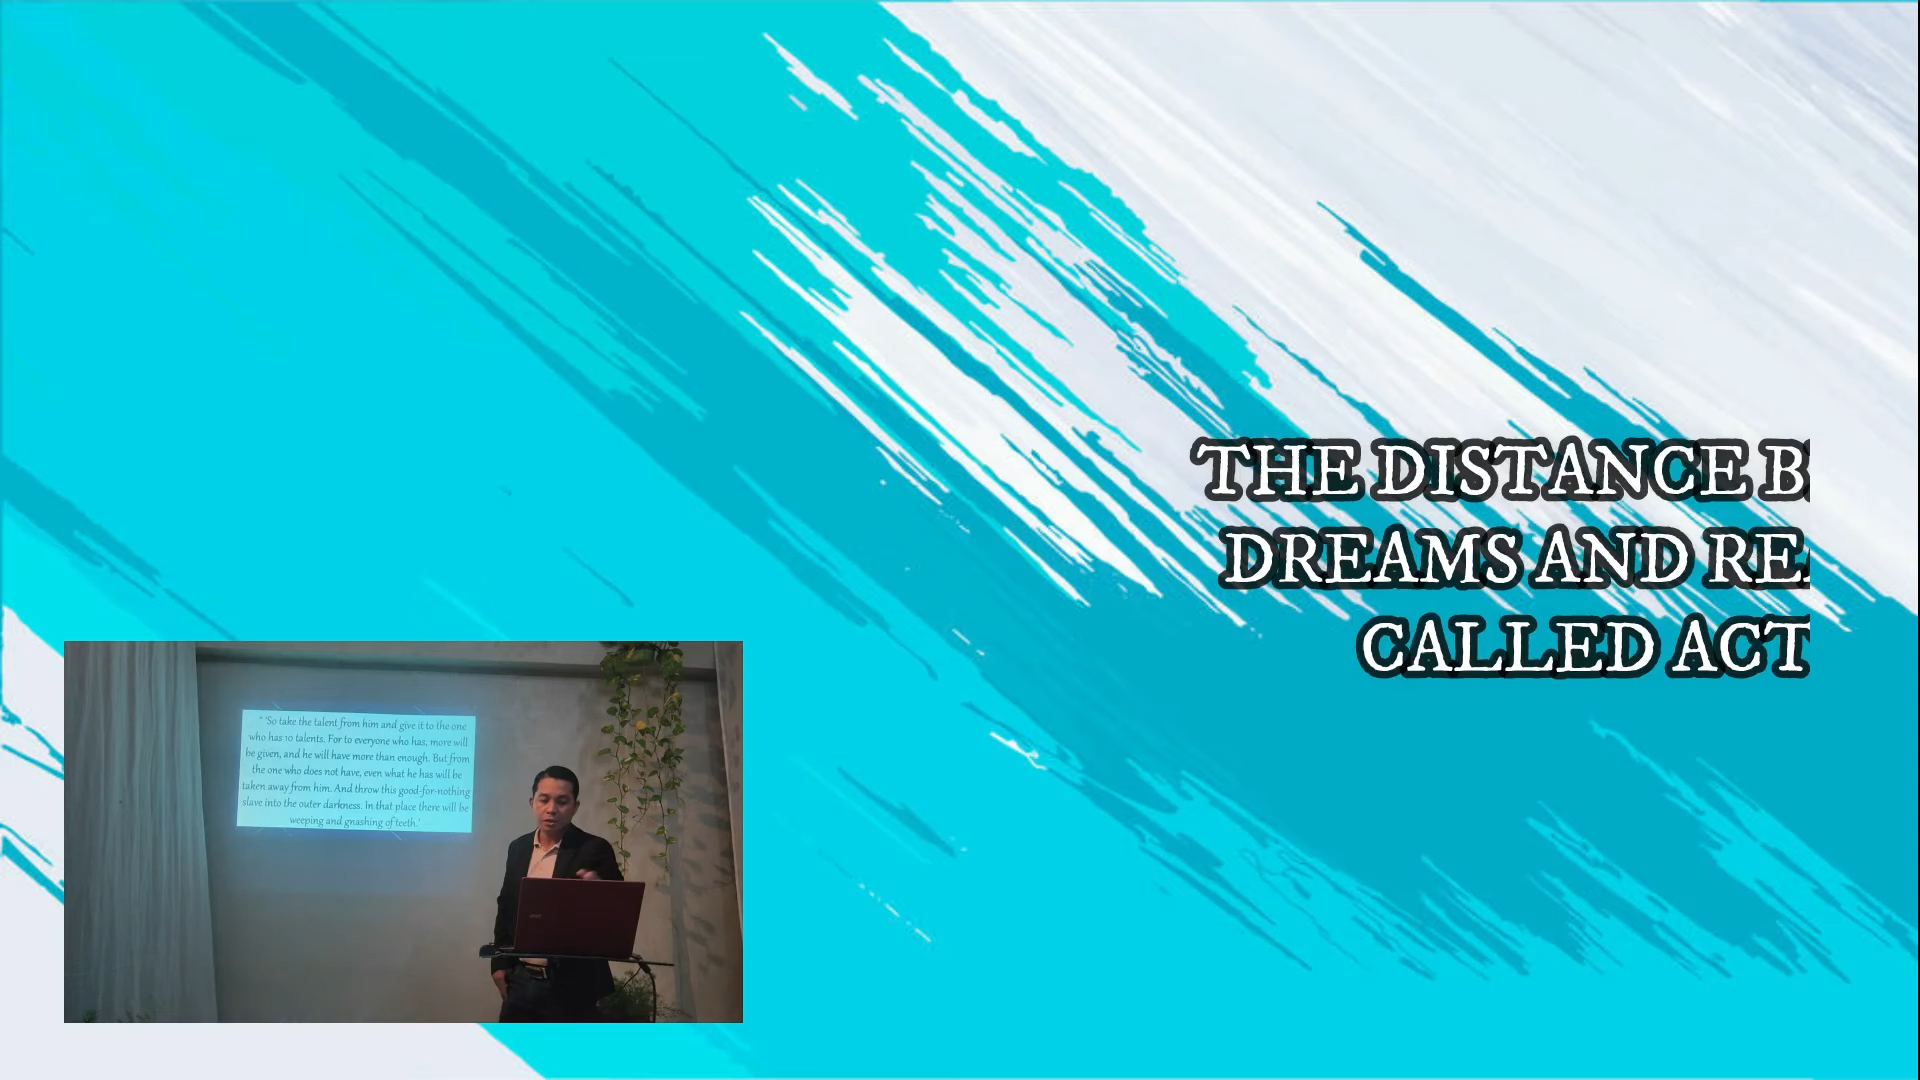 THE DISTANCE B
DREAMS AND RE
CALLED ACT
“ ‘So take the talent from him and give it to the one
who has 10 talents. For to everyone who has, more will
be given, and he will have more than enough. But from
the one who does not have, even what he has will be
taken away from him. And throw this good-for-nothing
slave into the outer darkness. In that place there will be
weeping and gnashing of teeth.’
acer